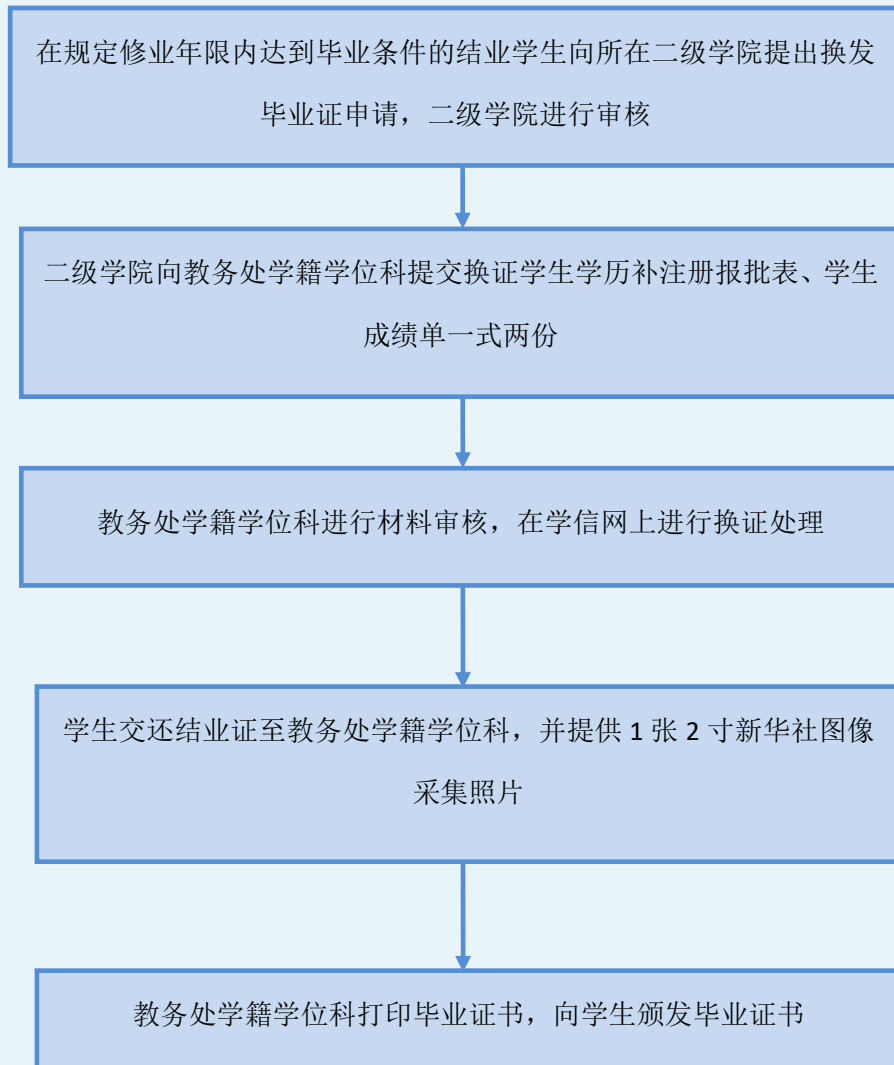 在规定修业年限内达到毕业条件的结业学生向所在二级学院提出换发
毕业证申请，二级学院进行审核
二级学院向教务处学籍学位科提交换证学生学历补注册报批表、学生
成绩单一式两份
教务处学籍学位科进行材料审核，在学信网上进行换证处理
学生交还结业证至教务处学籍学位科，并提供 1 张 2 寸新华社图像
采集照片
教务处学籍学位科打印毕业证书，向学生颁发毕业证书